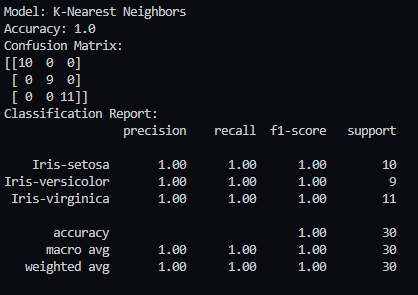 Model: K-Nearest Neighbors
Accuracy: 1.0
Confusion Matrix:
[[10  0  0]
 [ 0  9  0]
 [ 0  0 11]]
Classification Report:
                 precision    recall  f1-score   support

    Iris-setosa       1.00      1.00      1.00        10
Iris-versicolor       1.00      1.00      1.00         9
 Iris-virginica       1.00      1.00      1.00        11

       accuracy                           1.00        30
      macro avg       1.00      1.00      1.00        30
   weighted avg       1.00      1.00      1.00        30